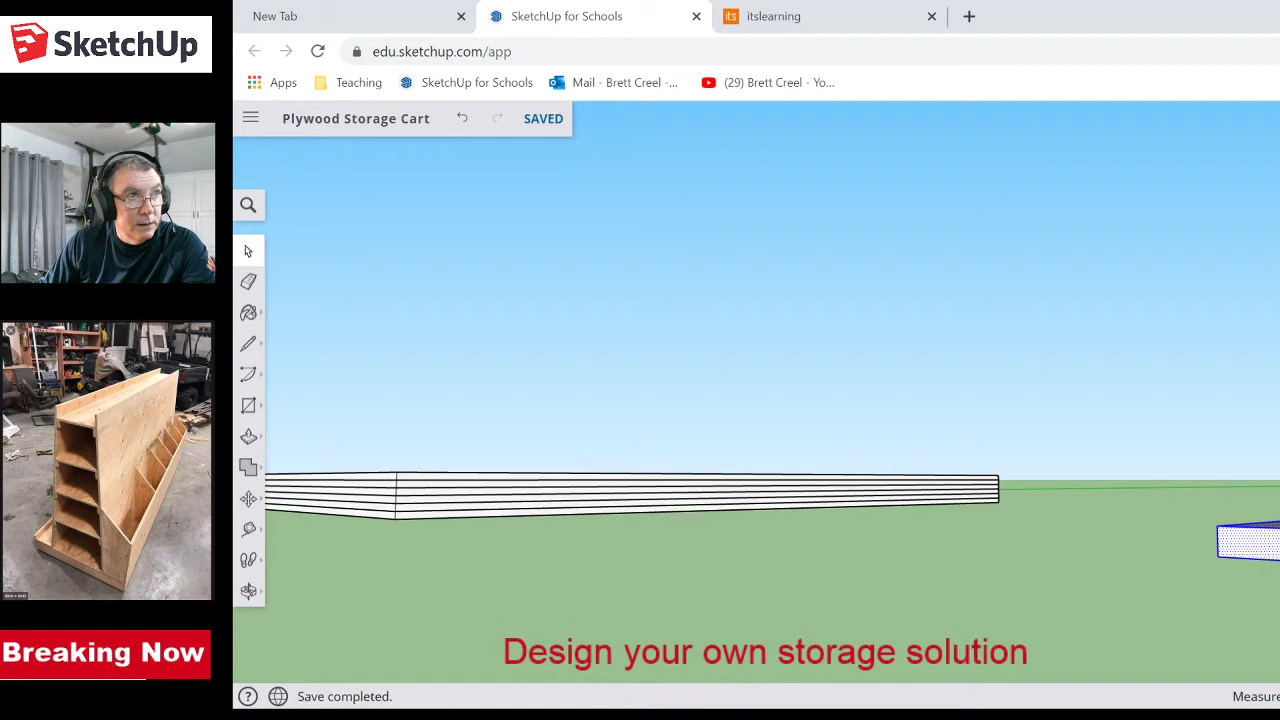 SketchUp
New Tab
SketchUp for Schools
its
itslearning
edu.sketchup.com/app
Apps
Teaching
SketchUp for Schools
Mail - Brett Creel -...
(29) Brett Creel - Yo...
Plywood Storage Cart
SAVED
Breaking Now
Design your own storage solution
Save completed.
Measure